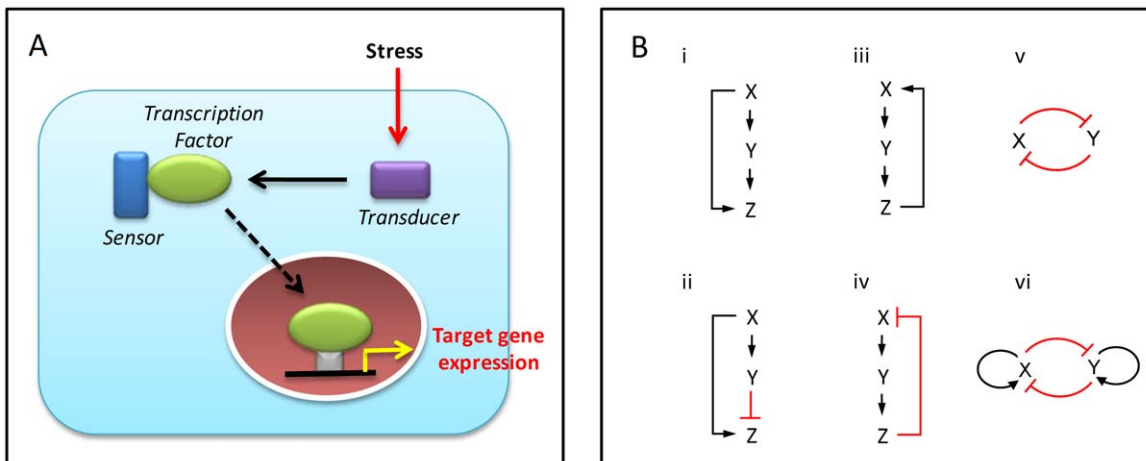 A
Stress
Transcription
Factor
Sensor
Transducer
Target gene
expression
B
i
X
Y
Z
iii
X
Y
Z
v
X
Y
ii
X
Y
Z
iv
X
Y
Z
vi
X
Y